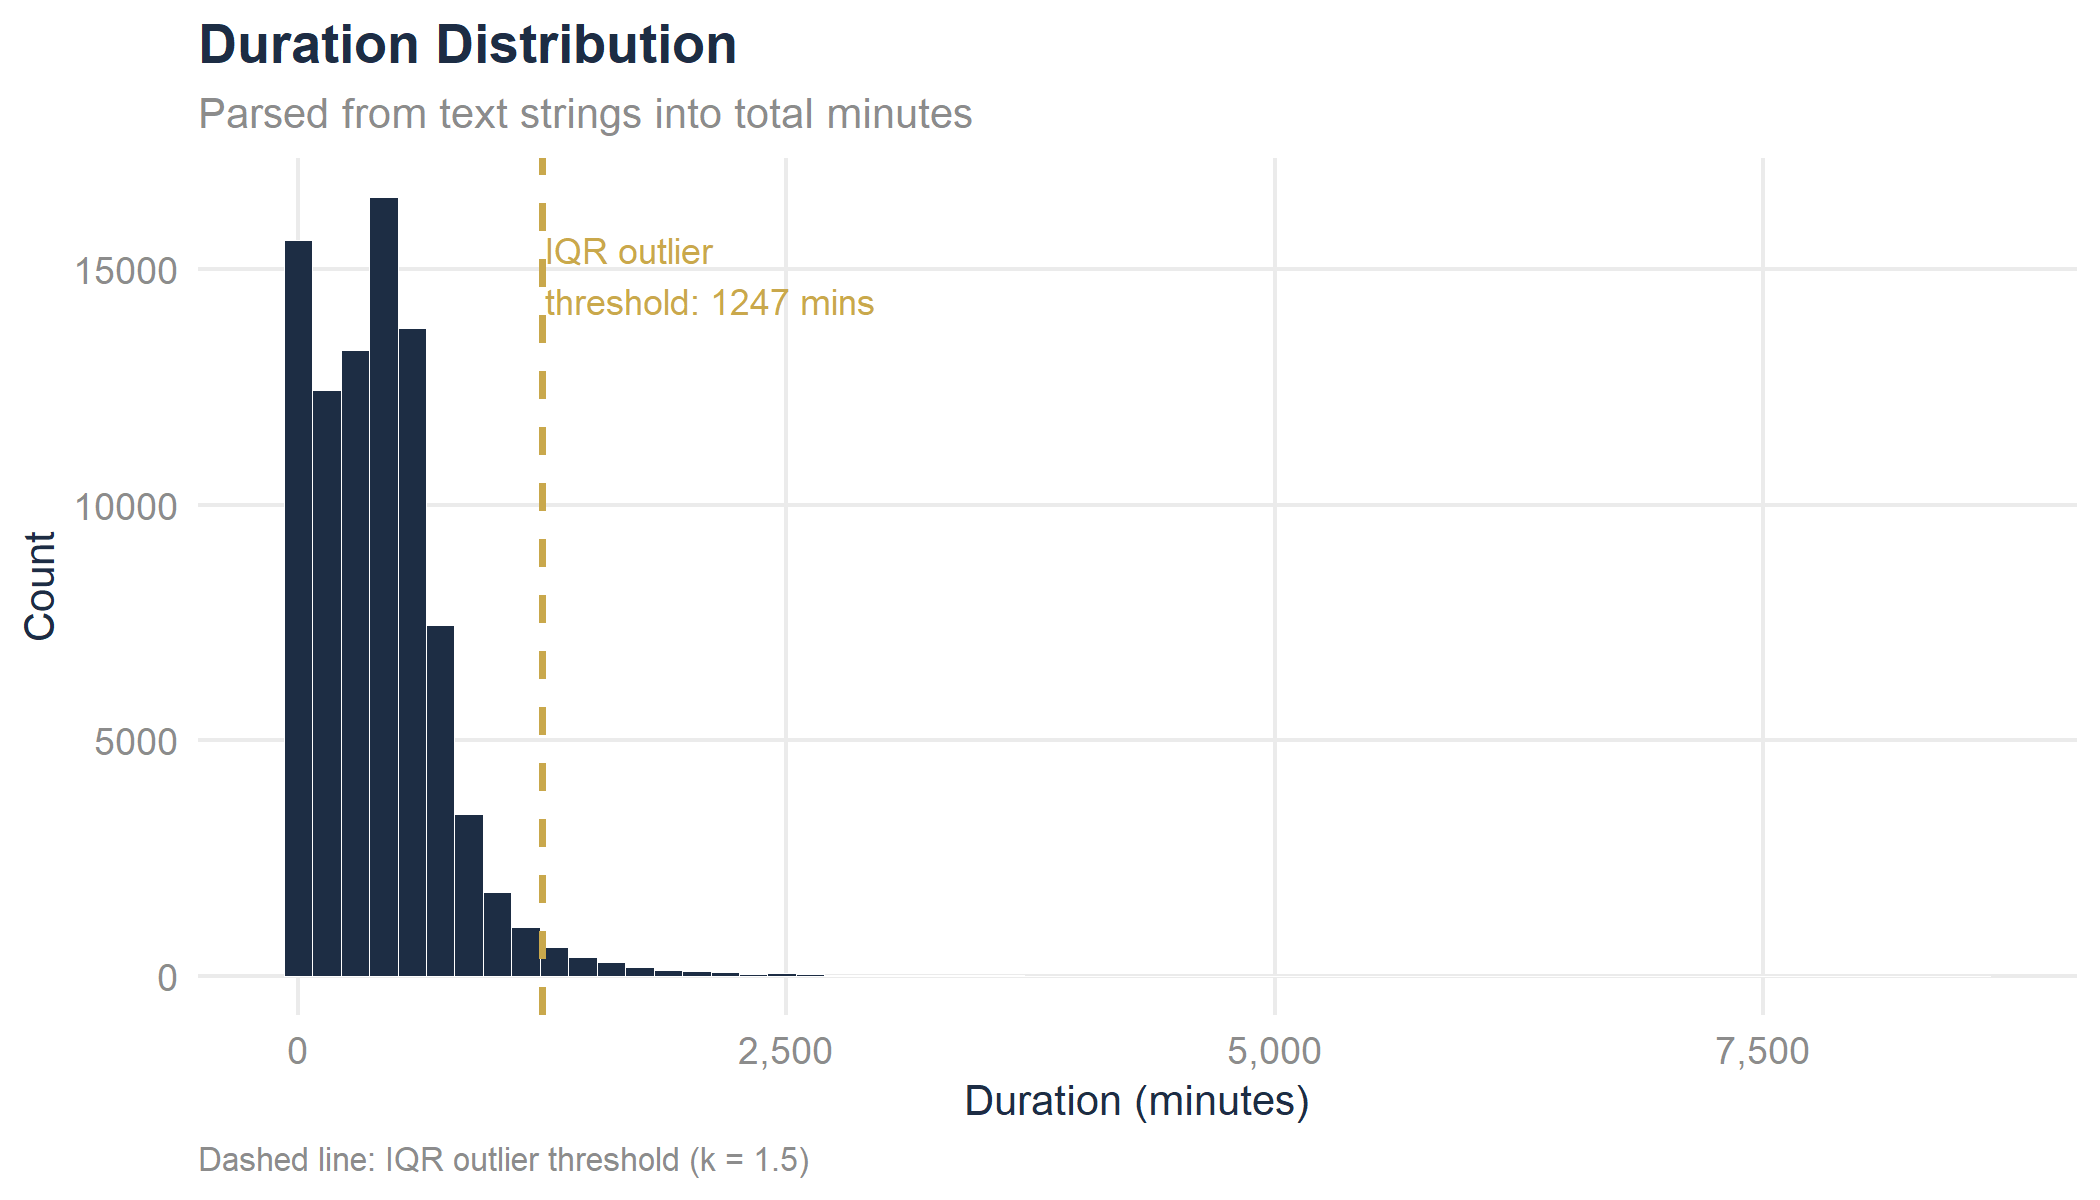 Duration Distribution
Parsed from text strings into total minutes
IQR outlier
threshold: 1247 mins
15000
10000
5000
0
Count
0
2,500
5,000
7,500
Duration (minutes)
Dashed line: IQR outlier threshold (k = 1.5)